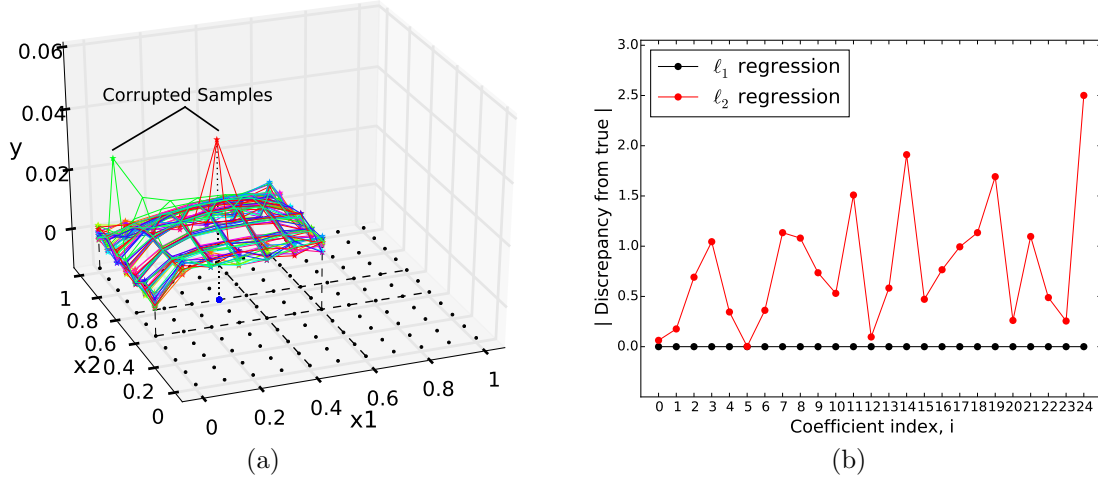 0.06
0.04
0.02
0
y
Corrupted Samples
1
0.8
0.6
0.4
0.2
0
x2
0
0.2
0.4
0.6
0.8
1
x1
(a)
3.0
2.5
2.0
1.5
1.0
0.5
0.0
| Discrepancy from true |
ℓ1 regression
ℓ2 regression
0 1 2 3 4 5 6 7 8 9 10 11 12 13 14 15 16 17 18 19 20 21 22 23 24
Coefficient index, i
(b)